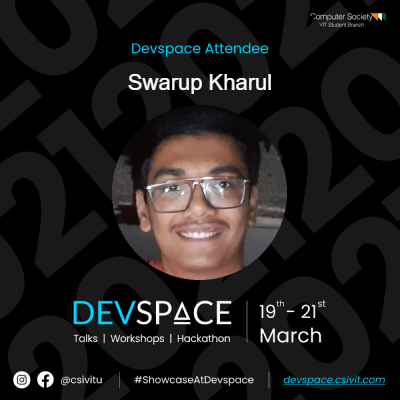 Computer Society
VIT Student Branch
Devspace Attendee
Swarup Kharul
DEVSPACE
19th - 21st
March
Talks | Workshops | Hackathon
@csivitu | #ShowcaseAtDevspace | devspace.csivit.com
2021